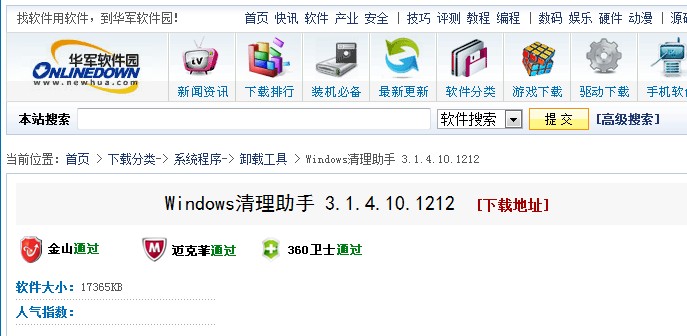 找软件用软件，到华军软件园！ 首页 快讯 软件 产业 安全 | 技巧 评测 教程 编程 | 数码 娱乐 硬件 动漫 | 源
华军软件园
ONLINEDOWN
www.newhua.com
新闻资讯 下载排行 装机必备 最新更新 软件分类 游戏下载 驱动下载 手机软
本站搜索 软件搜索 提 交 [高级搜索]
当前位置：首页 > 下载分类-> 系统程序-> 卸载工具 > Windows清理助手 3.1.4.10.1212
Windows清理助手 3.1.4.10.1212 [下载地址]
金山通过 迈克菲通过 360卫士通过
软件大小：17365KB
人气指数：